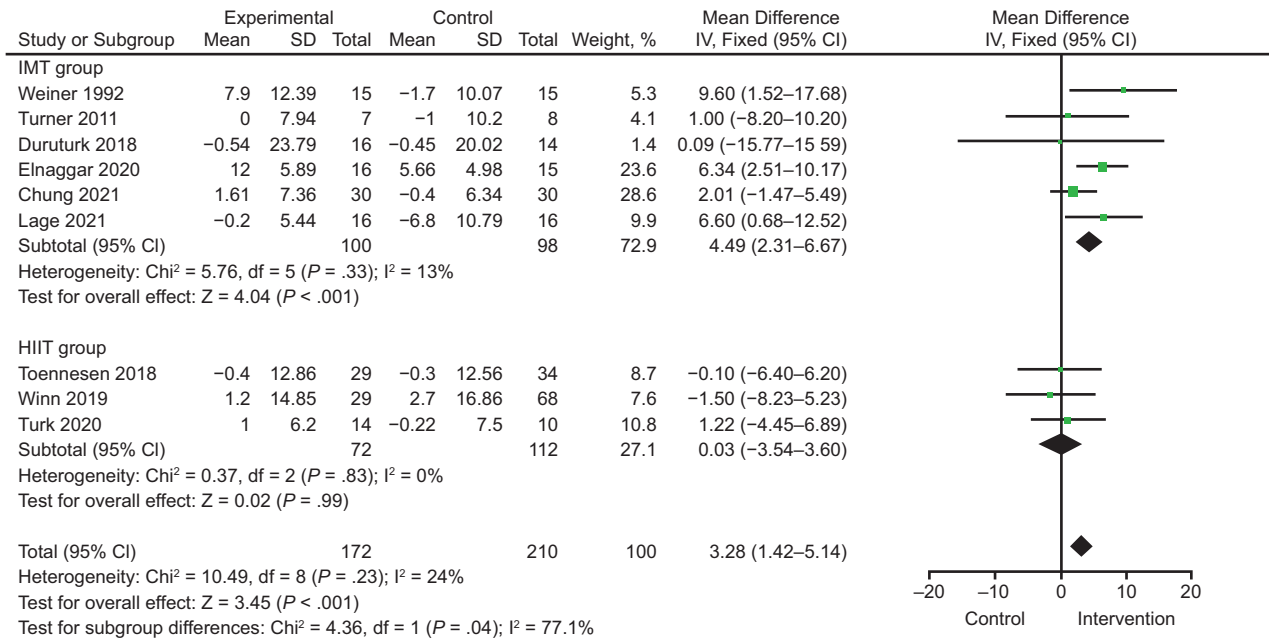 Experimental Control Mean Difference Mean Difference
Study or Subgroup Mean SD Total Mean SD Total Weight, % IV, Fixed (95% CI) IV, Fixed (95% CI)
IMT group
Weiner 1992 7.9 12.39 15 −1.7 10.07 15 5.3 9.60 (1.52–17.68)
Turner 2011 0 7.94 7 −1 10.2 8 4.1 1.00 (−8.20–10.20)
Duruturk 2018 −0.54 23.79 16 −0.45 20.02 14 1.4 0.09 (−15.77–15 59)
Elnaggar 2020 12 5.89 16 5.66 4.98 15 23.6 6.34 (2.51–10.17)
Chung 2021 1.61 7.36 30 −0.4 6.34 30 28.6 2.01 (−1.47–5.49)
Lage 2021 −0.2 5.44 16 −6.8 10.79 16 9.9 6.60 (0.68–12.52)
Subtotal (95% CI) 100 98 72.9 4.49 (2.31–6.67)
Heterogeneity: Chi² = 5.76, df = 5 (P = .33); I² = 13%
Test for overall effect: Z = 4.04 (P < .001)
HIIT group
Toennesen 2018 −0.4 12.86 29 −0.3 12.56 34 8.7 −0.10 (−6.40–6.20)
Winn 2019 1.2 14.85 29 2.7 16.86 68 7.6 −1.50 (−8.23–5.23)
Turk 2020 1 6.2 14 −0.22 7.5 10 10.8 1.22 (−4.45–6.89)
Subtotal (95% CI) 72 112 27.1 0.03 (−3.54–3.60)
Heterogeneity: Chi² = 0.37, df = 2 (P = .83); I² = 0%
Test for overall effect: Z = 0.02 (P = .99)
Total (95% CI) 172 210 100 3.28 (1.42–5.14)
Heterogeneity: Chi² = 10.49, df = 8 (P = .23); I² = 24%
Test for overall effect: Z = 3.45 (P < .001)
Test for subgroup differences: Chi² = 4.36, df = 1 (P = .04); I² = 77.1%
–20 –10 0 10 20
Control Intervention